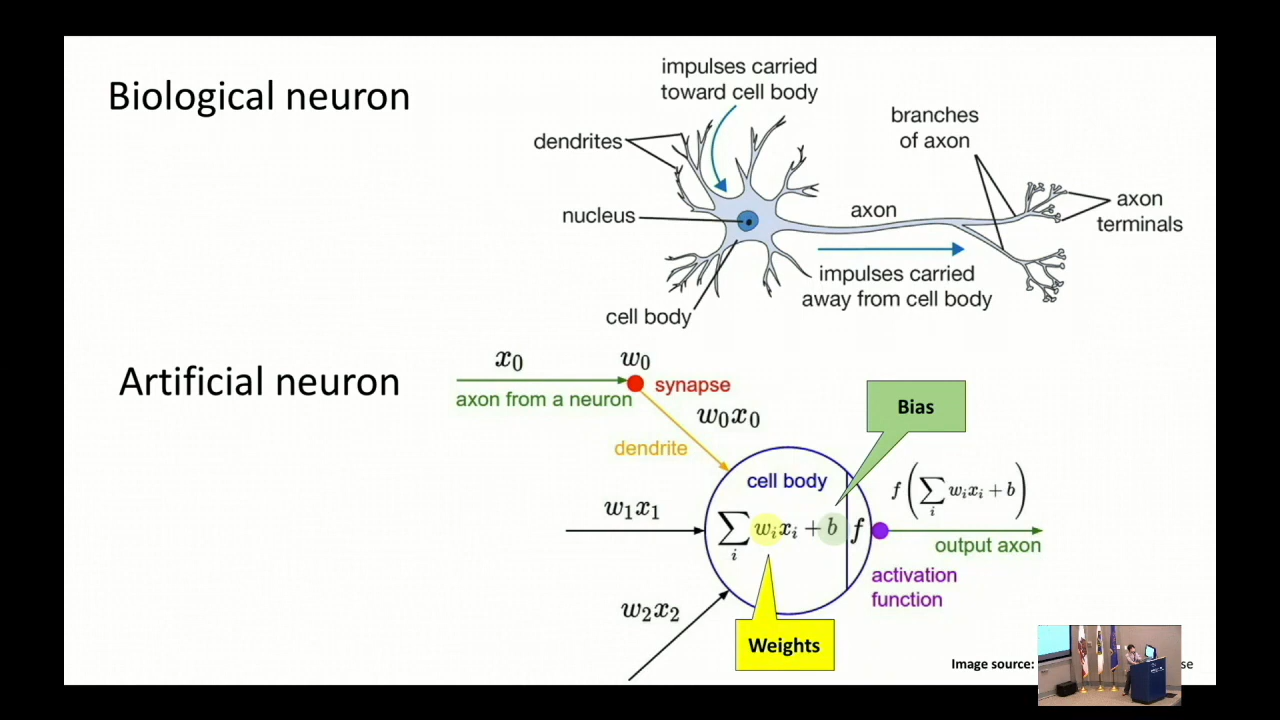 Biological neuron
impulses carried
toward cell body
dendrites
branches
of axon
nucleus
axon
axon
terminals
impulses carried
away from cell body
cell body
Artificial neuron
x₀
w₀
axon from a neuron
synapse
w₀x₀
Bias
dendrite
cell body
f(∑ᵢ wᵢxᵢ + b)
w₁x₁
∑ᵢ wᵢxᵢ + b
f
output axon
activation
function
w₂x₂
Weights
Image source:
se